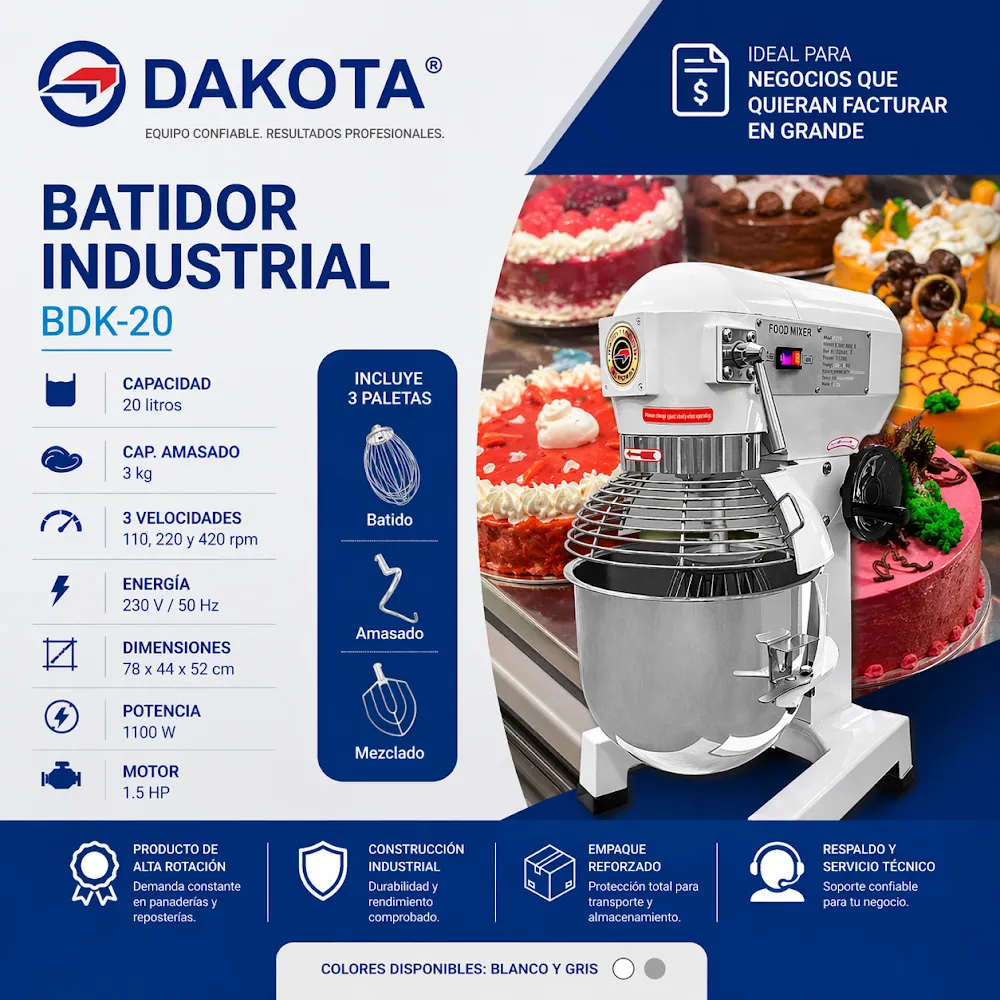 DAKOTA®
EQUIPO CONFIABLE. RESULTADOS PROFESIONALES.
IDEAL PARA
NEGOCIOS QUE
QUIERAN FACTURAR
EN GRANDE
BATIDOR
INDUSTRIAL
BDK-20
CAPACIDAD
20 litros
CAP. AMASADO
3 kg
3 VELOCIDADES
110, 220 y 420 rpm
ENERGÍA
230 V / 50 Hz
DIMENSIONES
78 x 44 x 52 cm
POTENCIA
1100 W
MOTOR
1.5 HP
INCLUYE
3 PALETAS
Batido
Amasado
Mezclado
FOOD MIXER
PRODUCTO DE
ALTA ROTACIÓN
Demanda constante
en panaderías y
reposterías.
CONSTRUCCIÓN
INDUSTRIAL
Durabilidad y
rendimiento
comprobado.
EMPAQUE
REFORZADO
Protección total para
transporte y
almacenamiento.
RESPALDO Y
SERVICIO TÉCNICO
Soporte confiable
para tu negocio.
COLORES DISPONIBLES: BLANCO Y GRIS